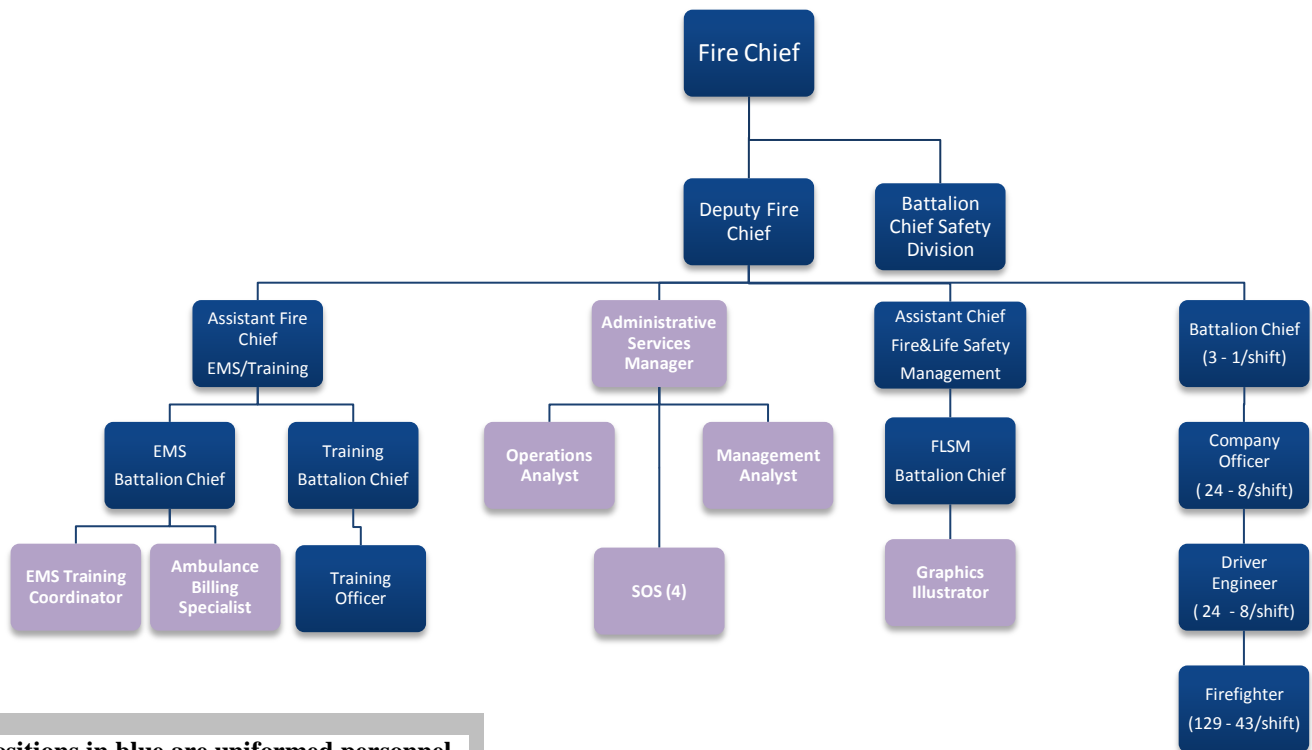 Fire Chief
Deputy Fire
Chief
Battalion
Chief Safety
Division
Assistant Fire
Chief
EMS/Training
Administrative
Services
Manager
Assistant Chief
Fire&Life Safety
Management
Battalion Chief
(3 - 1/shift)
EMS
Battalion Chief
Training
Battalion Chief
Operations
Analyst
Management
Analyst
FLSM
Battalion Chief
Company
Officer
( 24 - 8/shift)
EMS Training
Coordinator
Ambulance
Billing
Specialist
Training
Officer
SOS (4)
Graphics
Illustrator
Driver
Engineer
( 24 - 8/shift)
Firefighter
(129 - 43/shift)
ositions in blue are uniformed personnel